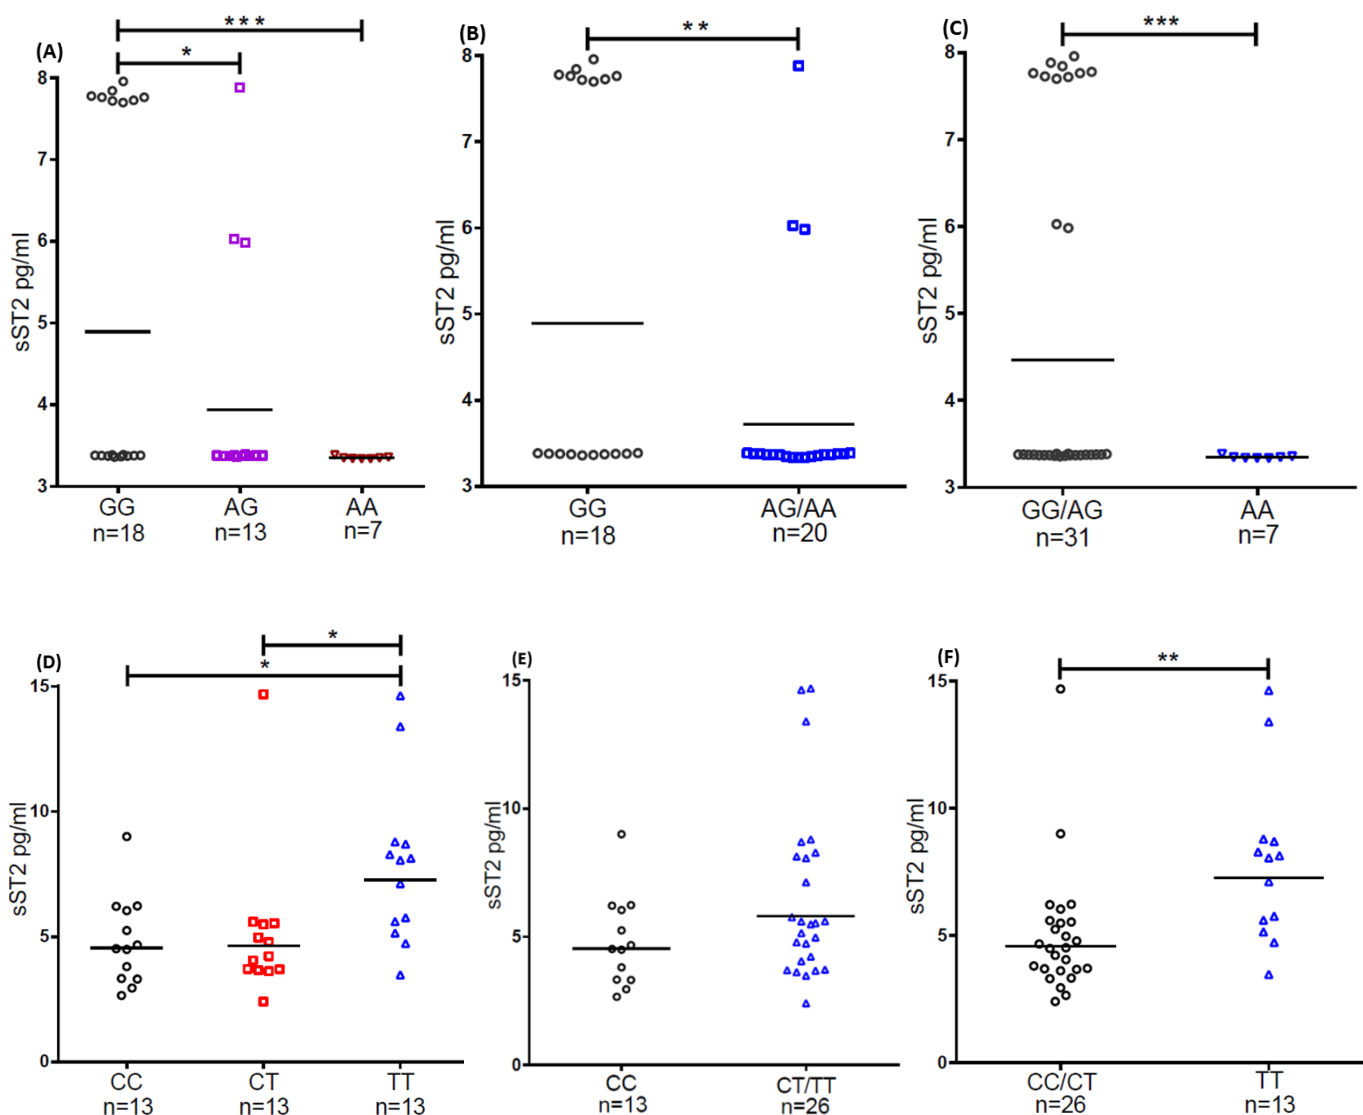 (A)
***
*
sST2 pg/ml
8
7
6
5
4
3
GG
n=18
AG
n=13
AA
n=7
(B)
**
sST2 pg/ml
8
7
6
5
4
3
GG
n=18
AG/AA
n=20
(C)
***
sST2 pg/ml
8
7
6
5
4
3
GG/AG
n=31
AA
n=7
(D)
*
*
sST2 pg/ml
15
10
5
0
CC
n=13
CT
n=13
TT
n=13
(E)
sST2 pg/ml
15
10
5
0
CC
n=13
CT/TT
n=26
(F)
**
sST2 pg/ml
15
10
5
0
CC/CT
n=26
TT
n=13